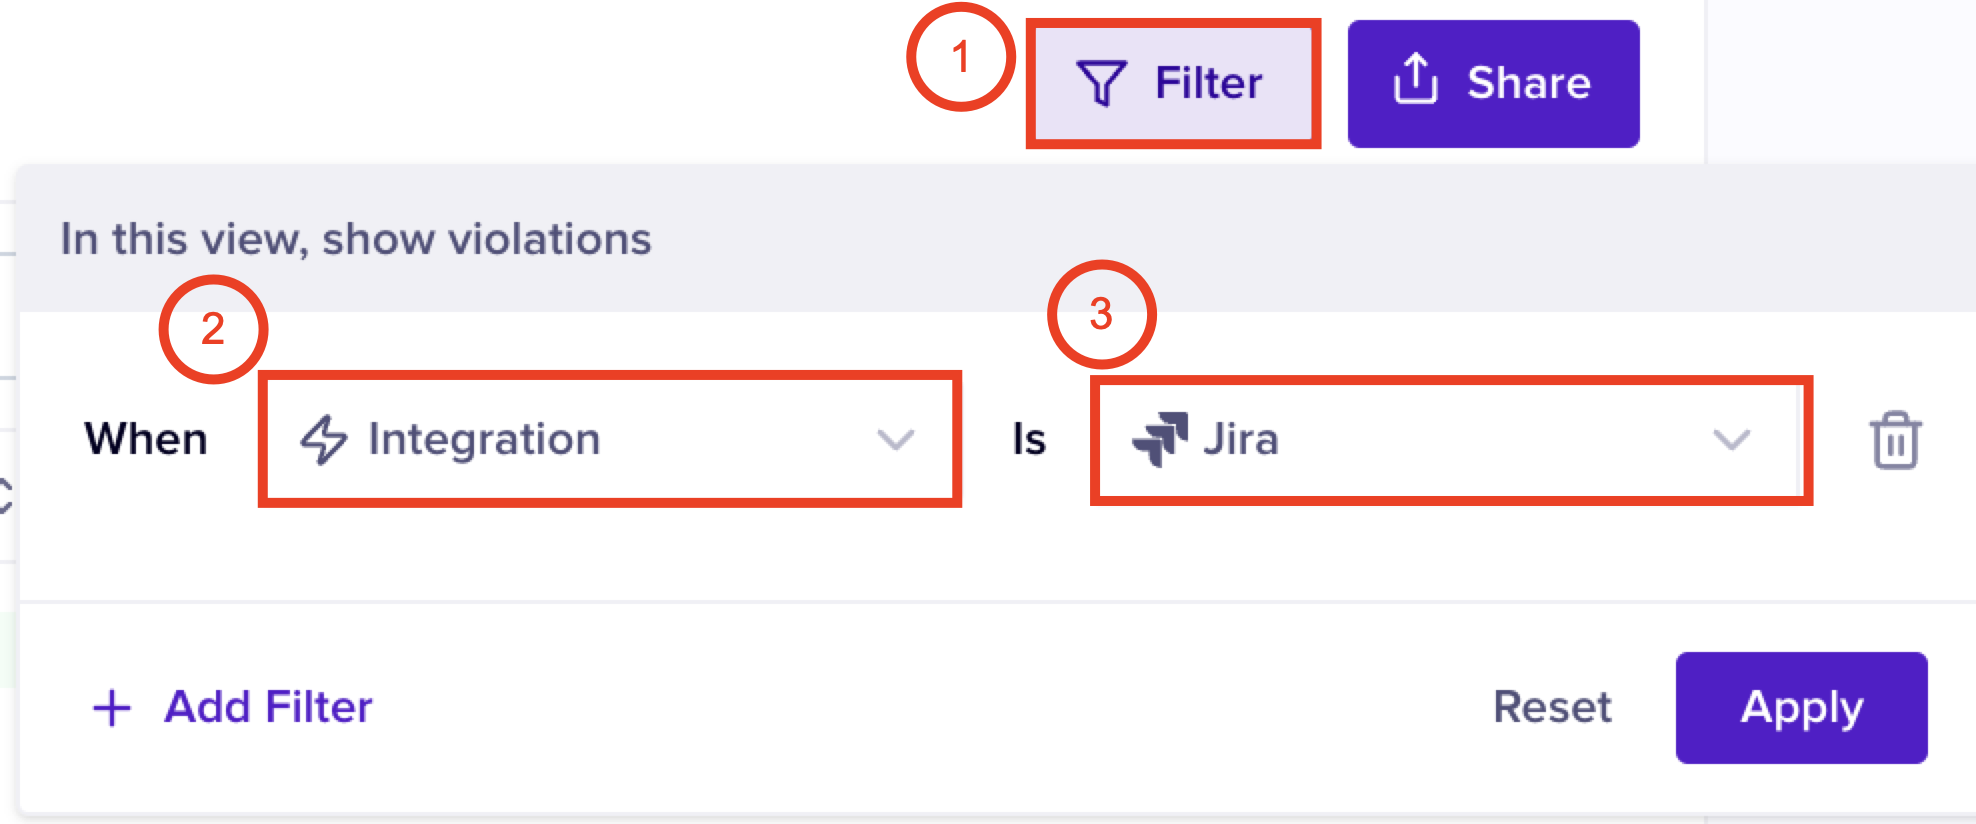 1
Filter
Share
In this view, show violations
2
3
When
Integration
Is
Jira
Add Filter
Reset
Apply